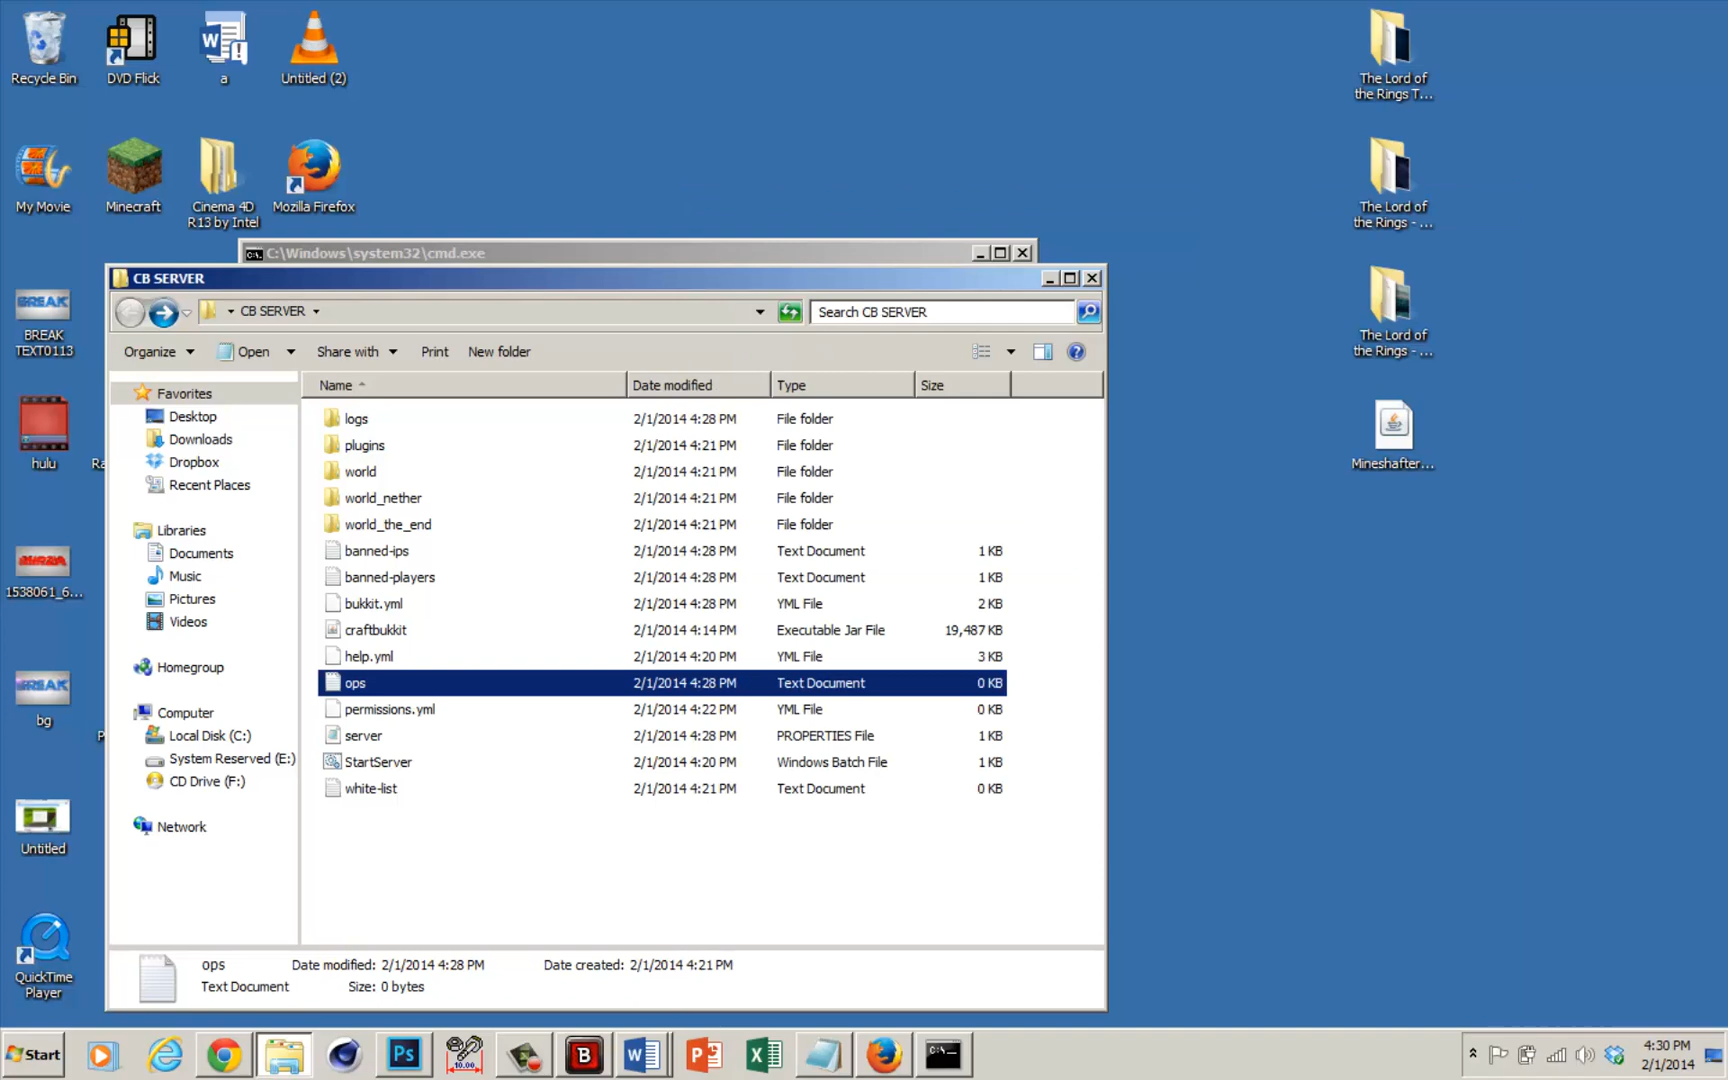 Recycle Bin
DVD Flick
a
Untitled (2)
The Lord of
the Rings T...
My Movie
Minecraft
Cinema 4D
R13 by Intel
Mozilla Firefox
The Lord of
the Rings - ...
C:\Windows\system32\cmd.exe
CB SERVER
CB SERVER
Search CB SERVER
BREAK
BREAK
TEXT0113
The Lord of
the Rings - ...
Organize
Open
Share with
Print
New folder
Name
Date modified
Type
Size
Favorites
Desktop
Downloads
Dropbox
Recent Places
Libraries
Documents
Music
Pictures
Videos
Homegroup
Computer
Local Disk (C:)
System Reserved (E:)
CD Drive (F:)
Network
logs 2/1/2014 4:28 PM File folder
plugins 2/1/2014 4:21 PM File folder
world 2/1/2014 4:21 PM File folder
world_nether 2/1/2014 4:21 PM File folder
world_the_end 2/1/2014 4:21 PM File folder
banned-ips 2/1/2014 4:28 PM Text Document 1 KB
banned-players 2/1/2014 4:28 PM Text Document 1 KB
bukkit.yml 2/1/2014 4:28 PM YML File 2 KB
craftbukkit 2/1/2014 4:14 PM Executable Jar File 19,487 KB
help.yml 2/1/2014 4:20 PM YML File 3 KB
ops 2/1/2014 4:28 PM Text Document 0 KB
permissions.yml 2/1/2014 4:22 PM YML File 0 KB
server 2/1/2014 4:28 PM PROPERTIES File 1 KB
StartServer 2/1/2014 4:20 PM Windows Batch File 1 KB
white-list 2/1/2014 4:21 PM Text Document 0 KB
hulu
Ra
Mineshafter...
1538061_6...
BREAK
bg
P
Untitled
QuickTime
Player
ops Date modified: 2/1/2014 4:28 PM Date created: 2/1/2014 4:21 PM
Text Document Size: 0 bytes
Start
Ps
10.00
B
4:30 PM
2/1/2014